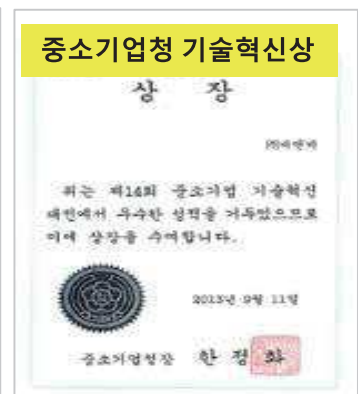 중소기업청 기술혁신상
상 장
위는 제14회 중소기업 기술혁신
대전에서 우수한 성적을 거두었으므로
이에 상장을 수여합니다.
2013년 9월 11일
중소기업청장 한 정 화